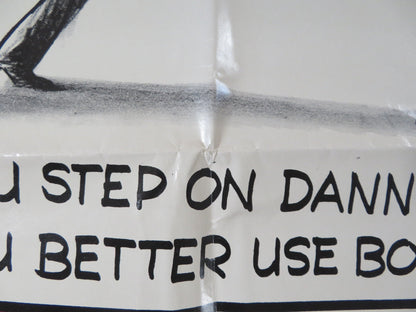 U STEP ON DANN
U BETTER USE BO